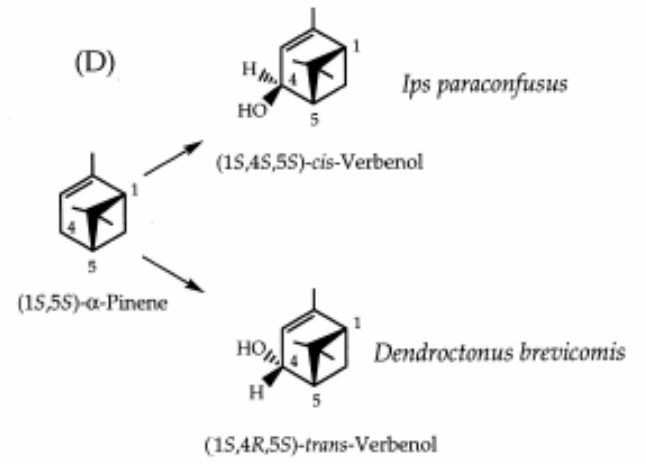 (D)
1
H
4
HO
5
Ips paraconfusus
(1S,4S,5S)-cis-Verbenol
1
4
5
(1S,5S)-α-Pinene
1
HO
4
H
5
Dendroctonus brevicomis
(1S,4R,5S)-trans-Verbenol